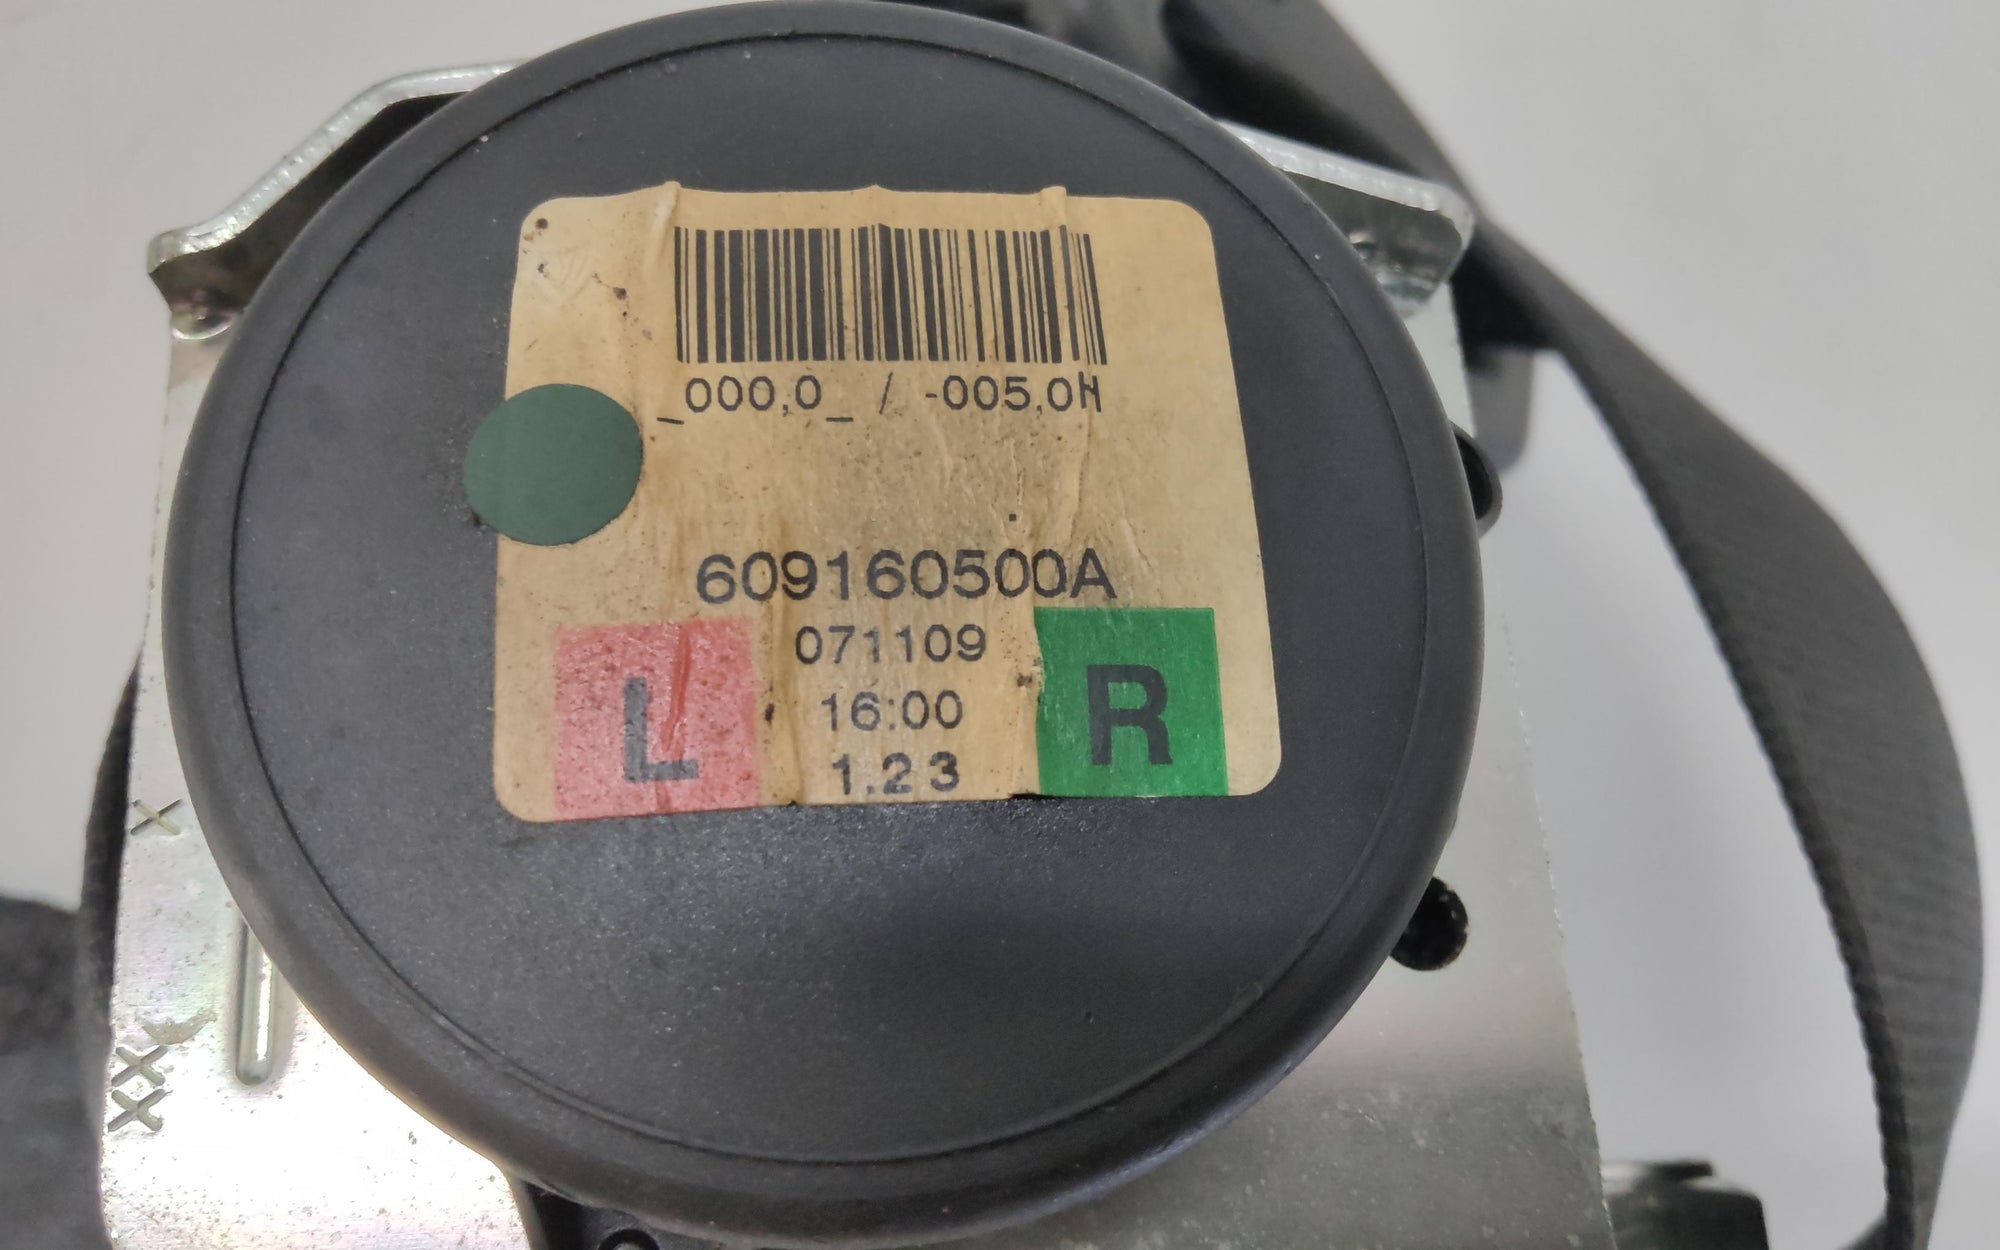 _000,0_ / -005,0H
609160500A
071109
16:00
1.23
L
R